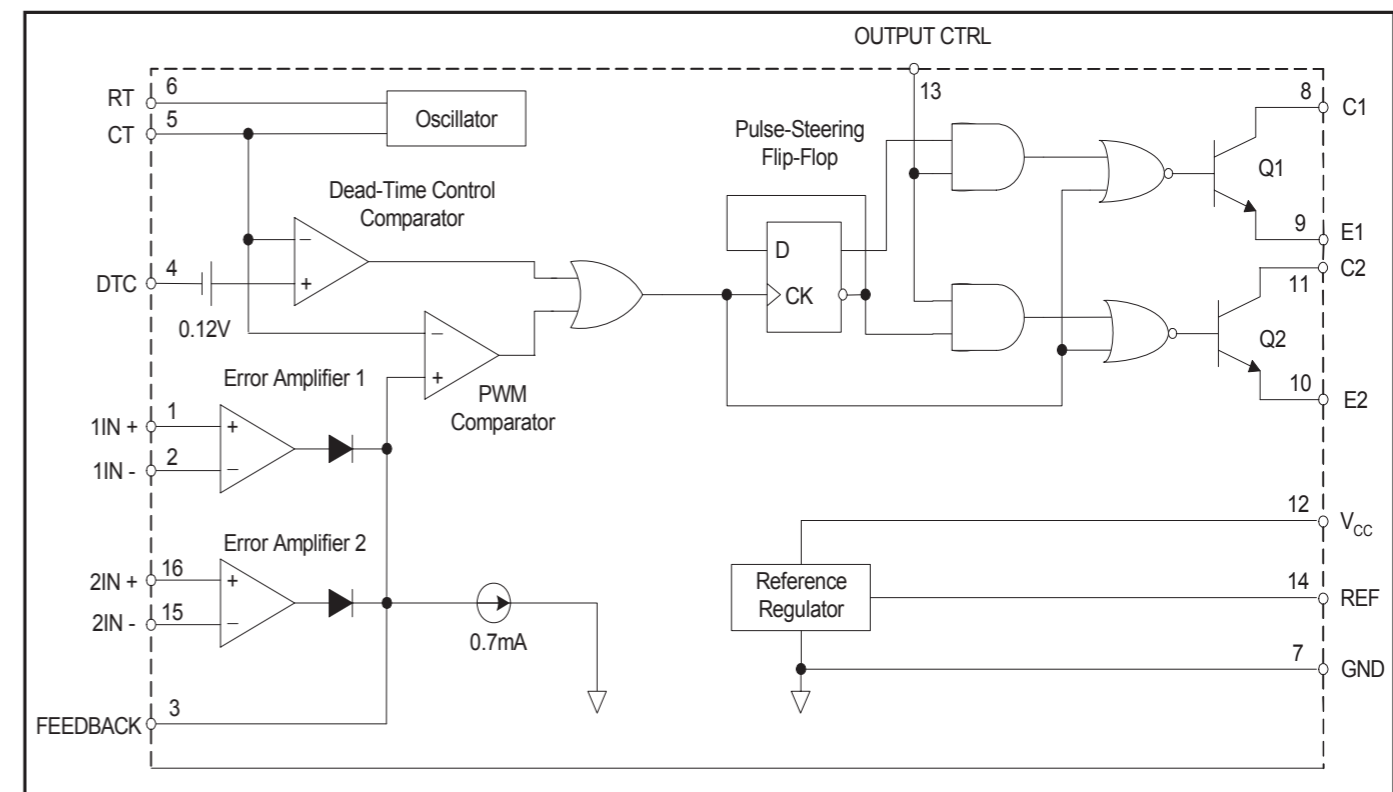 OUTPUT CTRL
13
RT
6
CT
5
Oscillator
Pulse-Steering
Flip-Flop
8
C1
Q1
9
E1
Dead-Time Control
Comparator
−
+
DTC
4
0.12V
D
CK
C2
11
Q2
10
E2
−
+
PWM
Comparator
Error Amplifier 1
1IN +
1
+
1IN -
2
−
Error Amplifier 2
2IN +
16
+
2IN -
15
−
0.7mA
FEEDBACK
3
12
VCC
Reference
Regulator
14
REF
7
GND